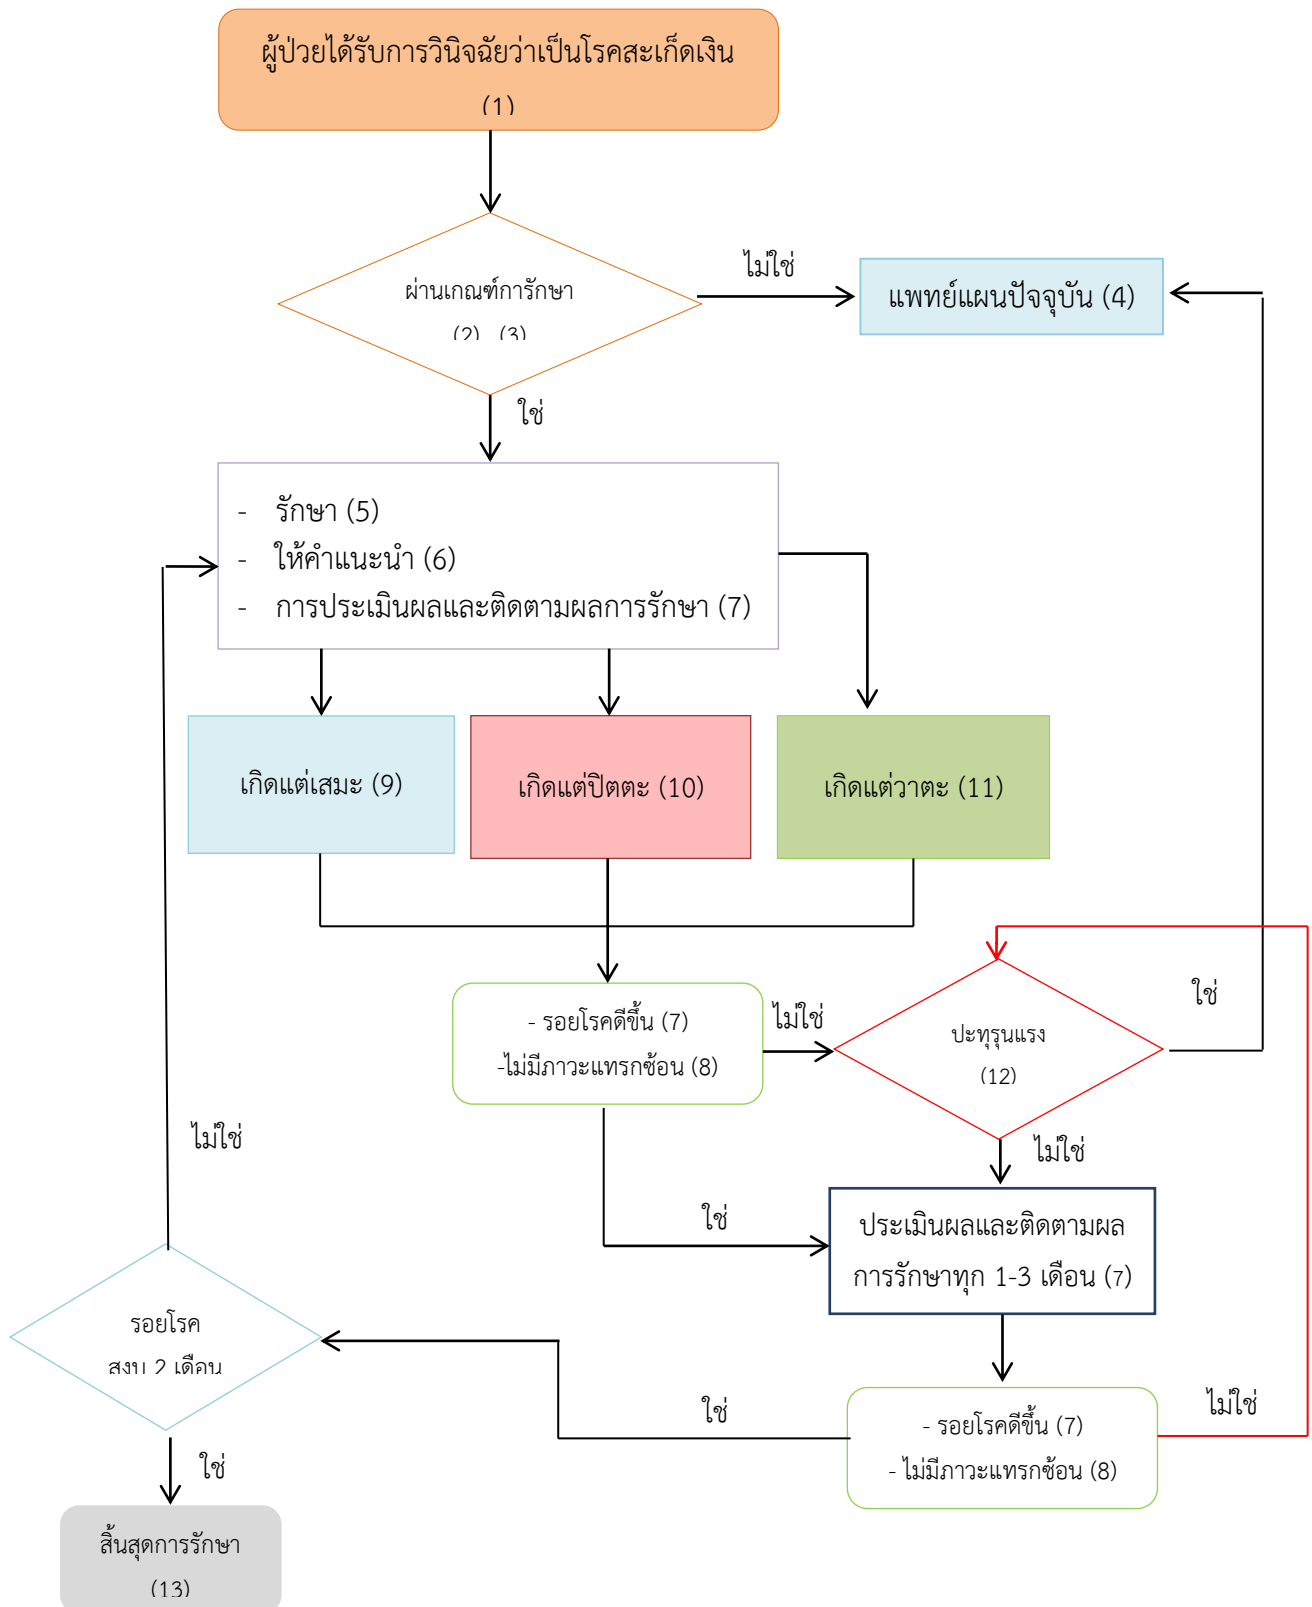 ผู้ป่วยได้รับการวินิจฉัยว่าเป็นโรคสะเก็ดเงิน
(1)
ไม่ใช่
ผ่านเกณฑ์การรักษา
(2) (3)
แพทย์แผนปัจจุบัน (4)
ใช่
- รักษา (5)
- ให้คำแนะนำ (6)
- การประเมินผลและติดตามผลการรักษา (7)
เกิดแต่เสมะ (9)
เกิดแต่ปิตตะ (10)
เกิดแต่วาตะ (11)
- รอยโรคดีขึ้น (7)
-ไม่มีภาวะแทรกซ้อน (8)
ไม่ใช่
ปะทุรุนแรง
(12)
ใช่
ไม่ใช่
ไม่ใช่
ใช่
ประเมินผลและติดตามผล
การรักษาทุก 1-3 เดือน (7)
รอยโรค
สงบ 2 เดือน
ใช่
- รอยโรคดีขึ้น (7)
- ไม่มีภาวะแทรกซ้อน (8)
ไม่ใช่
ใช่
สิ้นสุดการรักษา
(13)